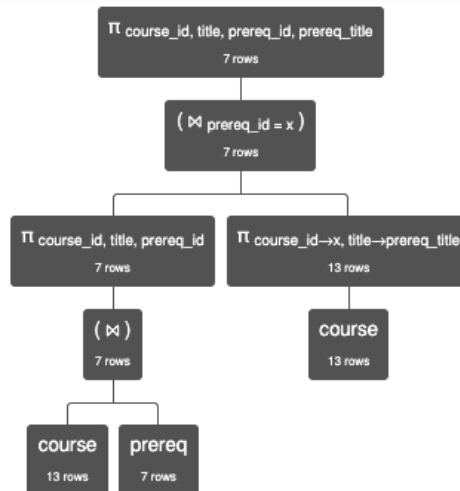 π course_id, title, prereq_id, prereq_title
7 rows
( ⋈ prereq_id = x )
7 rows
π course_id, title, prereq_id
7 rows
π course_id→x, title→prereq_title
13 rows
( ⋈ )
7 rows
course
13 rows
course
13 rows
prereq
7 rows